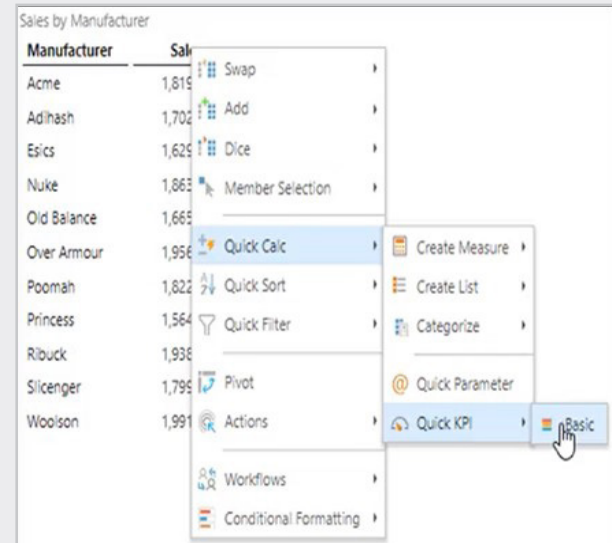 Sales by Manufacturer
Manufacturer Sal
Acme 1,819
Adihash 1,702
Esics 1,629
Nuke 1,863
Old Balance 1,665
Over Armour 1,956
Poomah 1,822
Princess 1,564
Ribuck 1,938
Slicenger 1,799
Woolson 1,991
Swap
Add
Dice
Member Selection
Quick Calc
Quick Sort
Quick Filter
Pivot
Actions
Workflows
Conditional Formatting
Create Measure
Create List
Categorize
@ Quick Parameter
Quick KPI
Basic